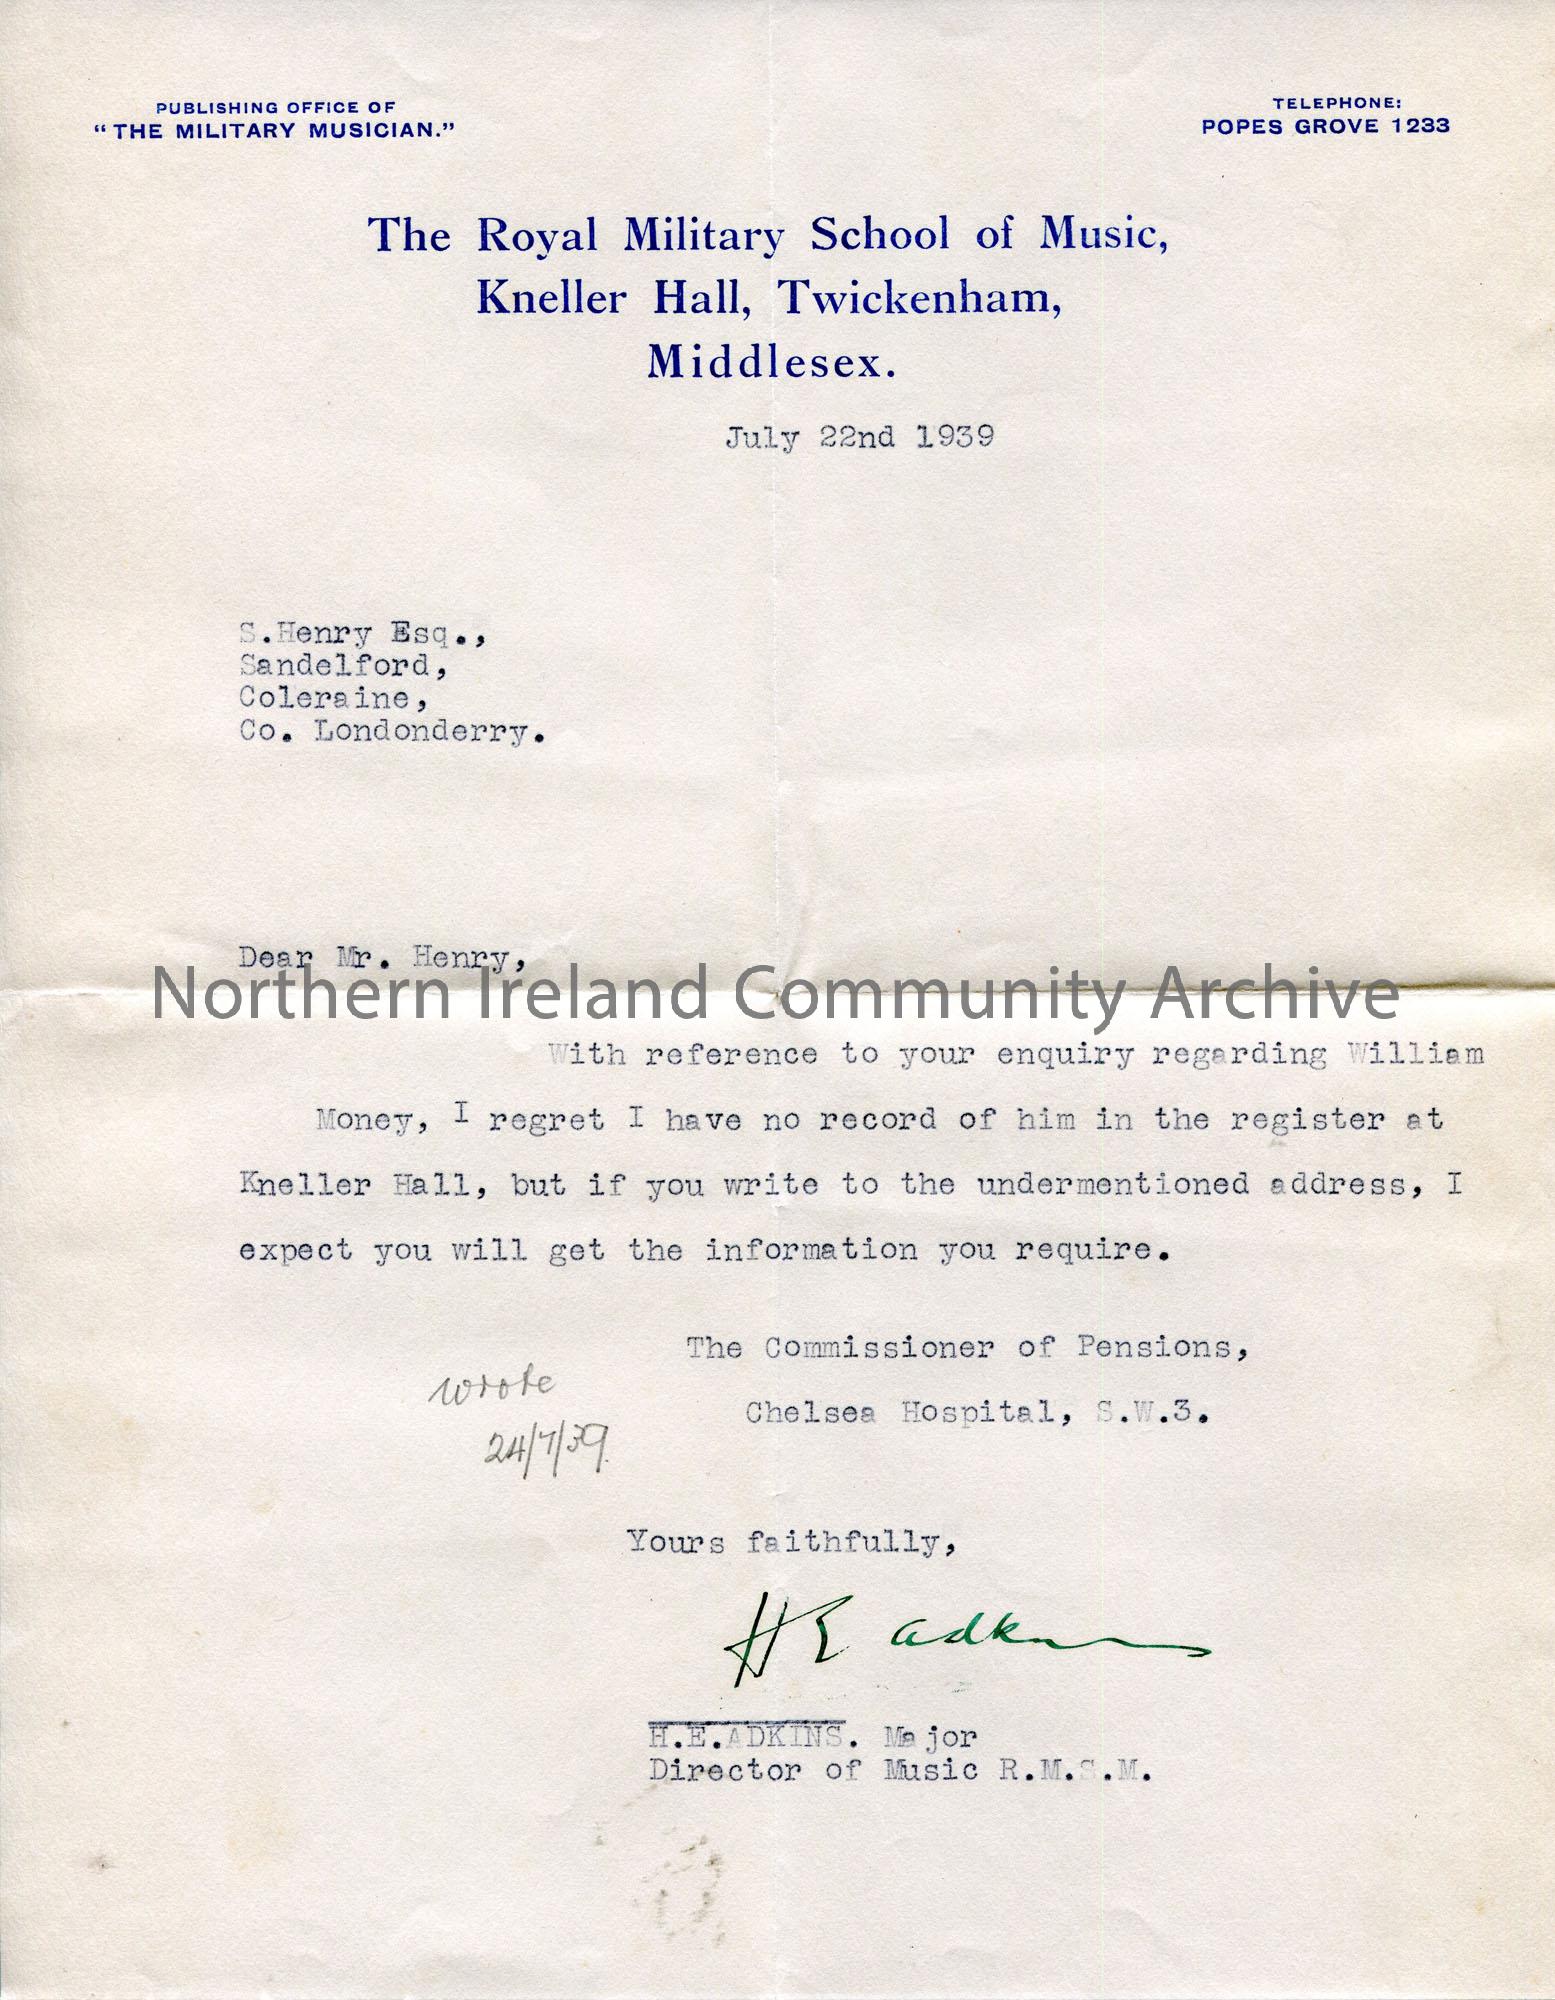 PUBLISHING OFFICE OF
"THE MILITARY MUSICIAN."
TELEPHONE:
POPES GROVE 1233
The Royal Military School of Music,
Kneller Hall, Twickenham,
Middlesex.
July 22nd 1939
S.Henry Esq.,
Sandelford,
Coleraine,
Co. Londonderry.
Dear Mr. Henry,
Northern Ireland Community Archive
With reference to your enquiry regarding William
Money, I regret I have no record of him in the register at
Kneller Hall, but if you write to the undermentioned address, I
expect you will get the information you require.
The Commissioner of Pensions,
Chelsea Hospital, S.W.3.
wrote
24/7/39.
Yours faithfully,
H E Adkins
H.E.ADKINS. Major
Director of Music R.M.S.M.